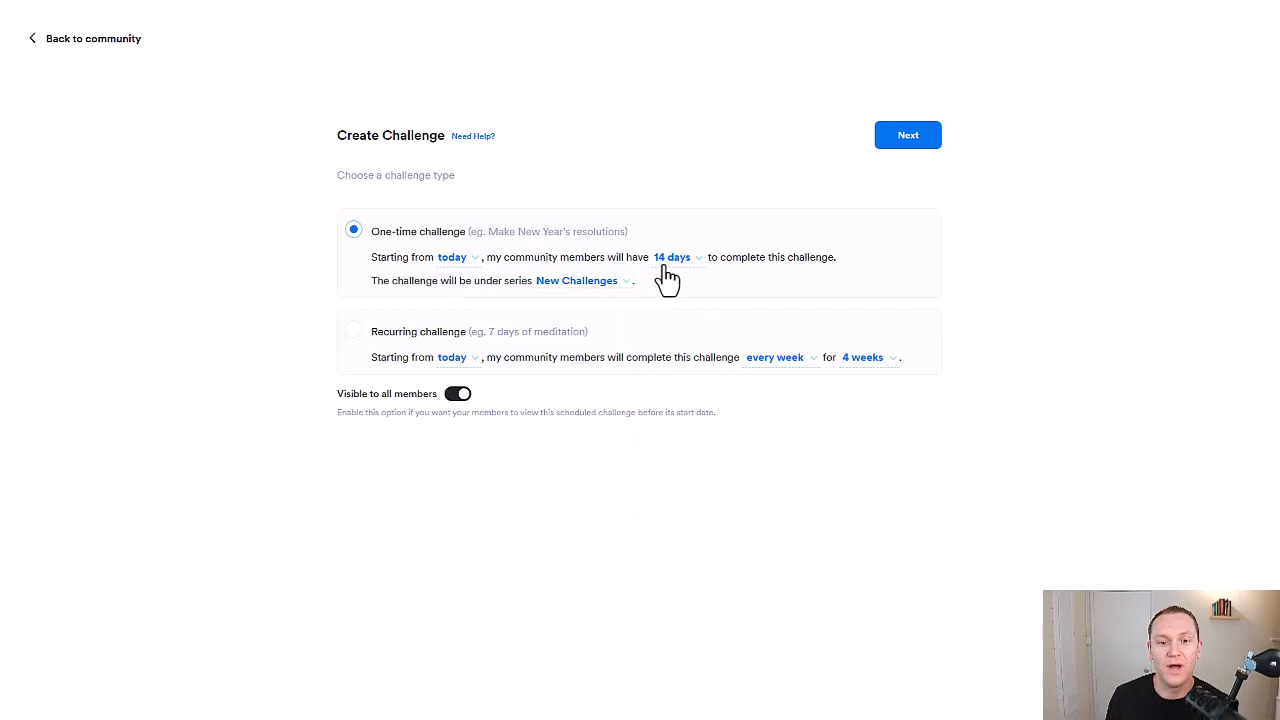 Back to community
Create Challenge Need Help?
Next
Choose a challenge type
One-time challenge (eg. Make New Year's resolutions)
Starting from today , my community members will have 14 days to complete this challenge.
The challenge will be under series New Challenges .
Recurring challenge (eg. 7 days of meditation)
Starting from today , my community members will complete this challenge every week for 4 weeks .
Visible to all members
Enable this option if you want your members to view this scheduled challenge before its start date.